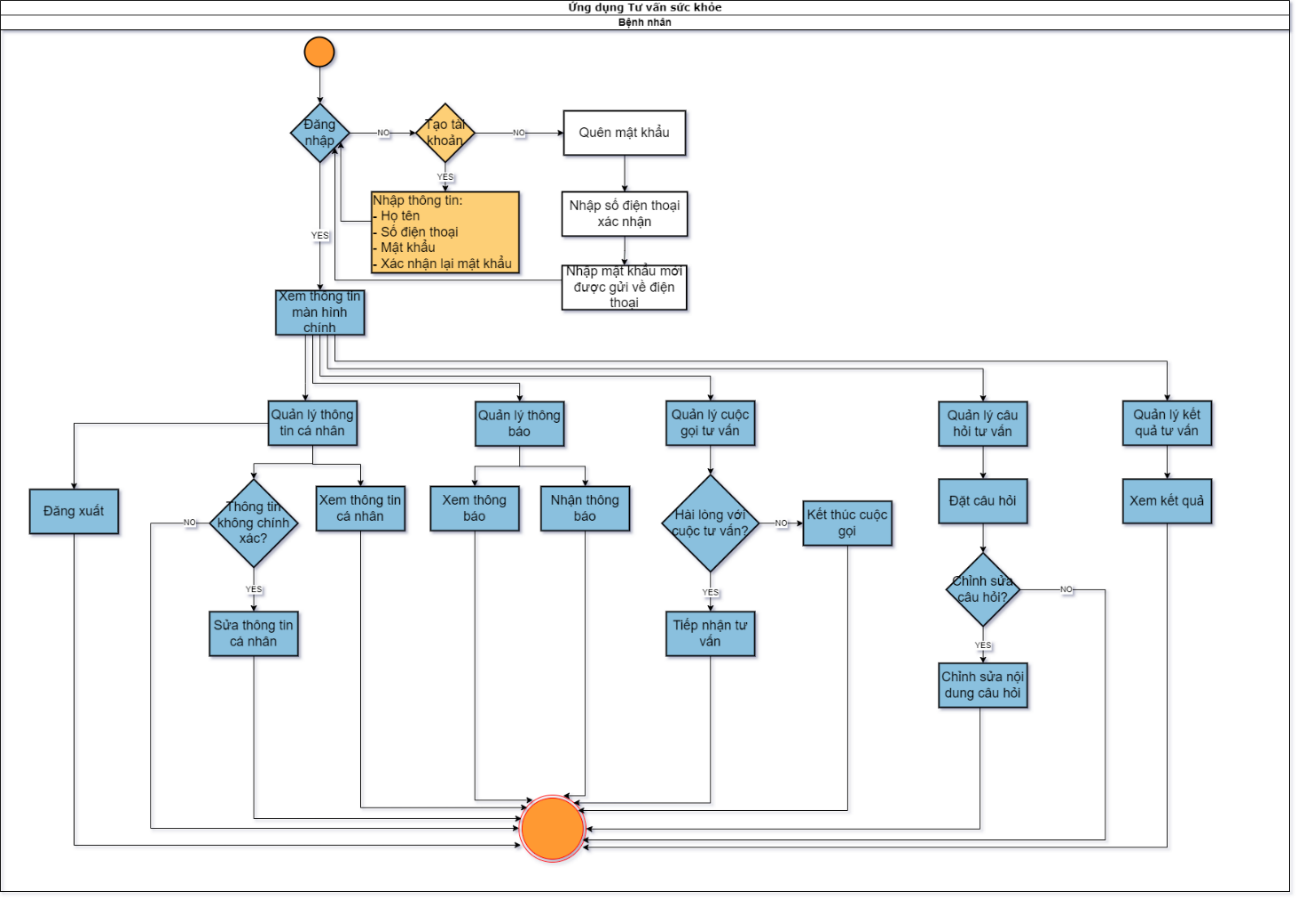 Ứng dụng Tư vấn sức khỏe
Bệnh nhân
Đăng
nhập
NO
Tạo tài
khoản
NO
Quên mật khẩu
YES
Nhập thông tin:
- Họ tên
- Số điện thoại
- Mật khẩu
- Xác nhận lại mật khẩu
Nhập số điện thoại
xác nhận
YES
Nhập mật khẩu mới
được gửi về điện
thoại
Xem thông tin
màn hình
chính
Quản lý thông
tin cá nhân
Quản lý thông
báo
Quản lý cuộc
gọi tư vấn
Quản lý câu
hỏi tư vấn
Quản lý kết
quả tư vấn
Đăng xuất
NO
Thông tin
không chính
xác?
Xem thông tin
cá nhân
Xem thông
báo
Nhận thông
báo
Hài lòng với
cuộc tư vấn?
NO
Kết thúc cuộc
gọi
Đặt câu hỏi
Xem kết quả
YES
YES
Chỉnh sửa
câu hỏi?
NO
Sửa thông tin
cá nhân
Tiếp nhận tư
vấn
YES
Chỉnh sửa nội
dung câu hỏi